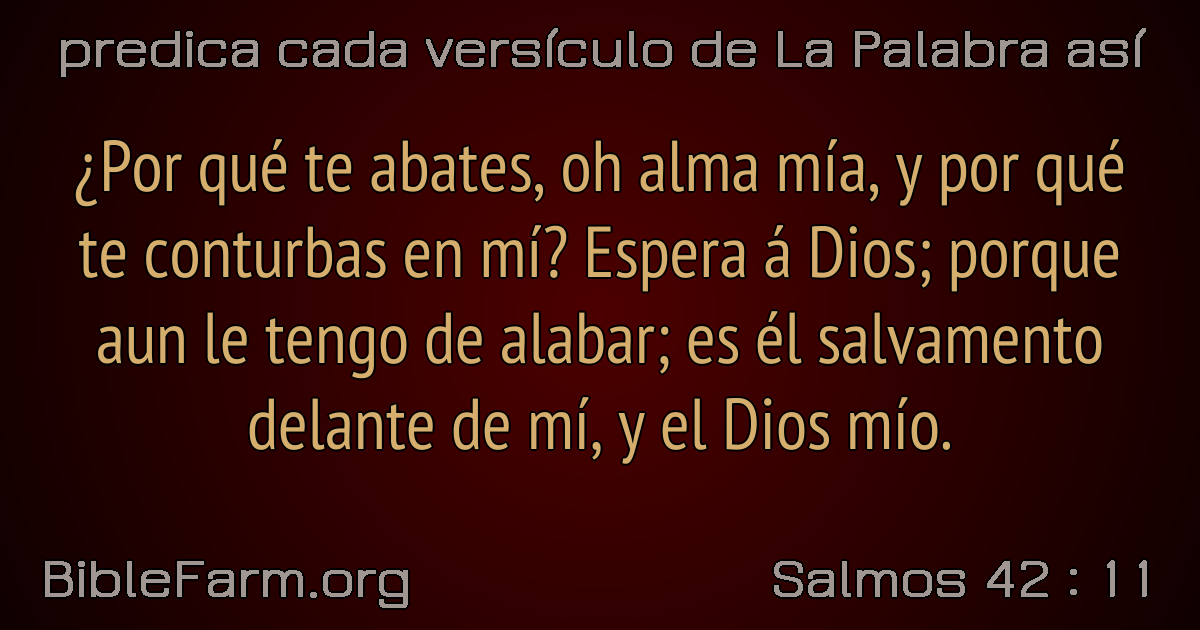 predica cada versículo de La Palabra así
¿Por qué te abates, oh alma mía, y por qué
te conturbas en mí? Espera á Dios; porque
aun le tengo de alabar; es él salvamento
delante de mí, y el Dios mío.
BibleFarm.org
Salmos 42 : 11